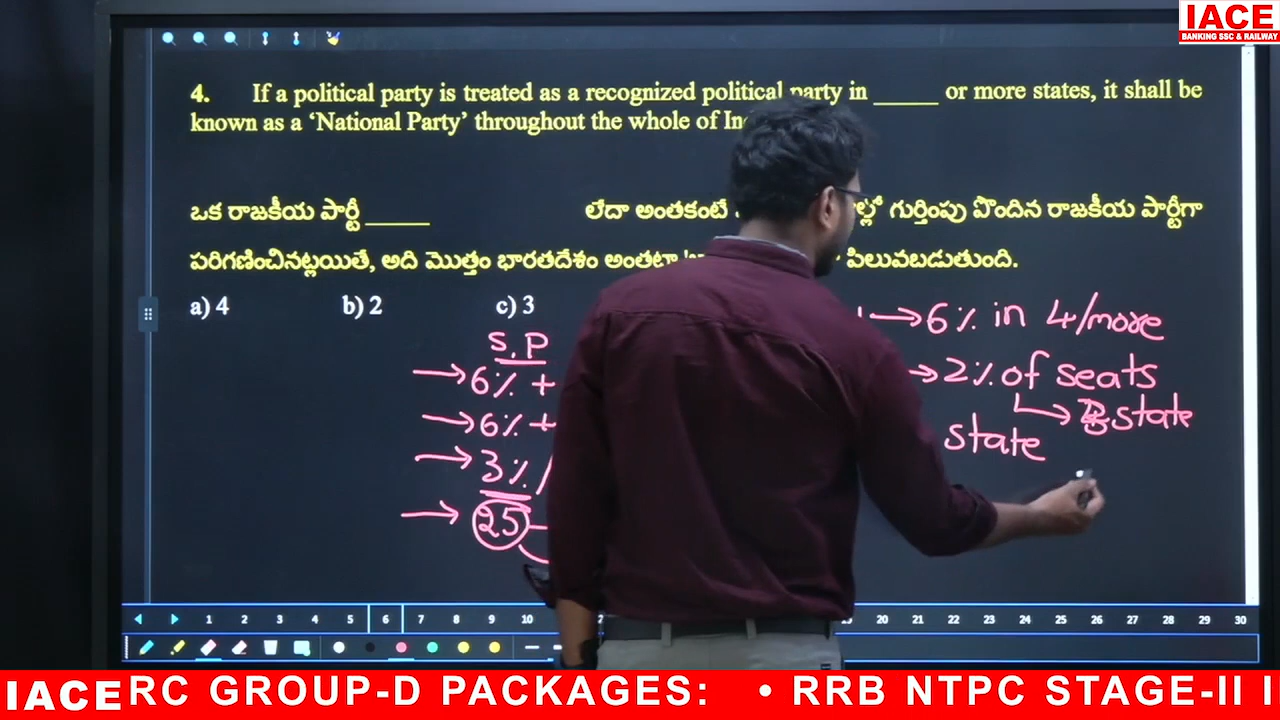 IACE
BANKING SSC & RAILWAY
4. If a political party is treated as a recognized political party in _____ or more states, it shall be
known as a ‘National Party’ throughout the whole of
ఒక రాజకీయ పార్టీ _____ లేదా అంతకంటే గుర్తింపు పొందిన రాజకీయ పార్టీగా
పరిగణించినట్లయితే, అది మొత్తం భారతదేశం అంతటా పిలువబడుతుంది.
a) 4 b) 2 c) 3
→ 6% in 4/more
S.P
→ 6% +
→ 2% of seats
→ 6% +
↳ 3 state
state
→ 3% /
→ 25
1 2 3 4 5 6 7 8 9 10 20 21 22 23 24 25 26 27 28 29 30
IACE RC GROUP-D PACKAGES: • RRB NTPC STAGE-II I